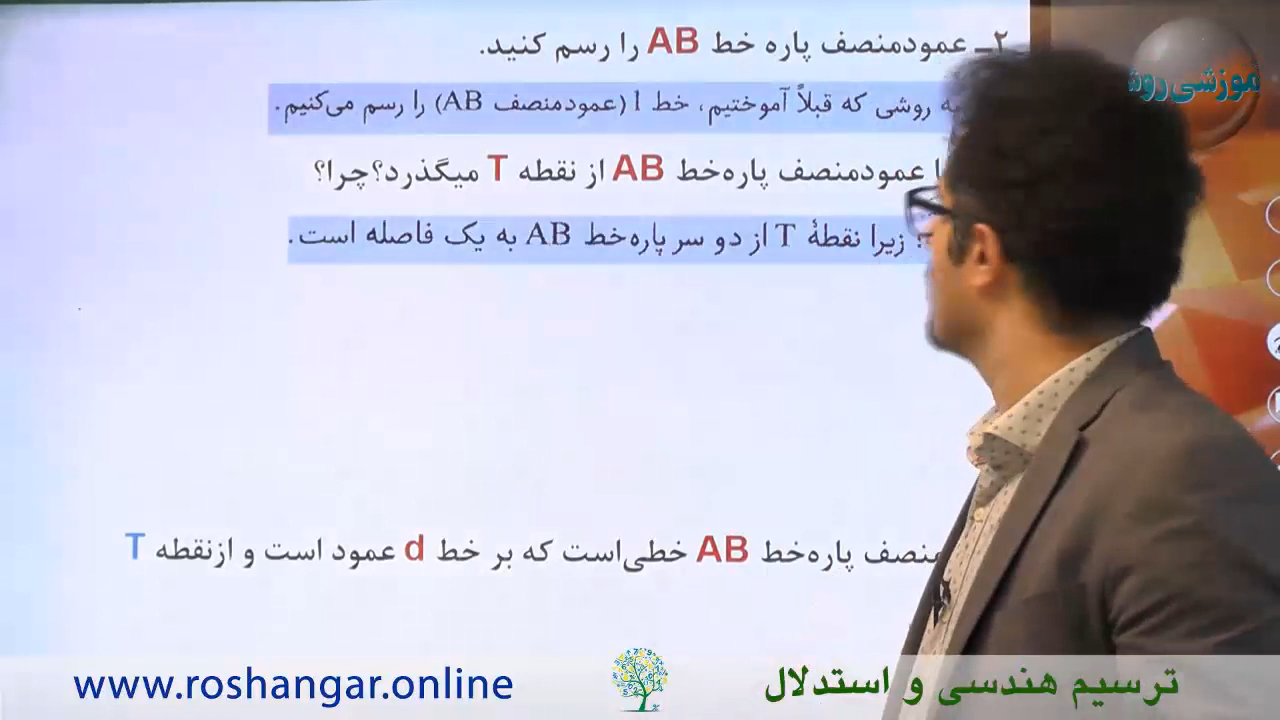 ۲ـ عمودمنصف پاره خط AB را رسم کنید.
به روشی که قبلاً آموختیم، خط l (عمودمنصف AB) را رسم می‌کنیم.
عمودمنصف پاره‌خط AB از نقطه T میگذرد؟چرا؟
زیرا نقطهٔ T از دو سر پاره‌خط AB به یک فاصله است.
پاره‌خط AB خطی‌است که بر خط d عمود است و ازنقطه T
www.roshangar.online
ترسیم هندسی و استدلال